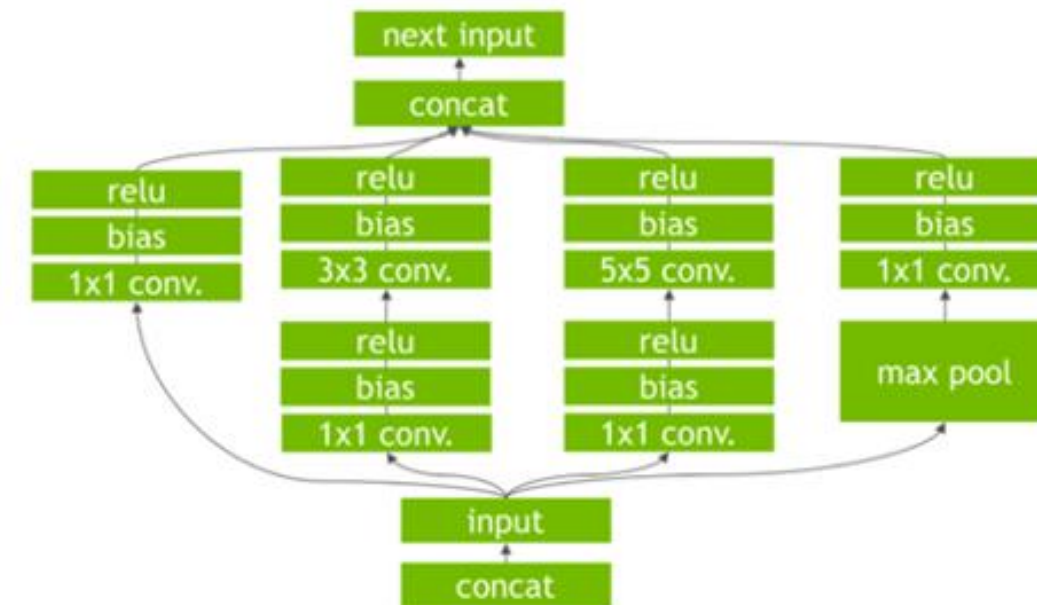 next input
concat
relu
bias
1x1 conv.
relu
bias
3x3 conv.
relu
bias
1x1 conv.
relu
bias
5x5 conv.
relu
bias
1x1 conv.
relu
bias
1x1 conv.
max pool
input
concat